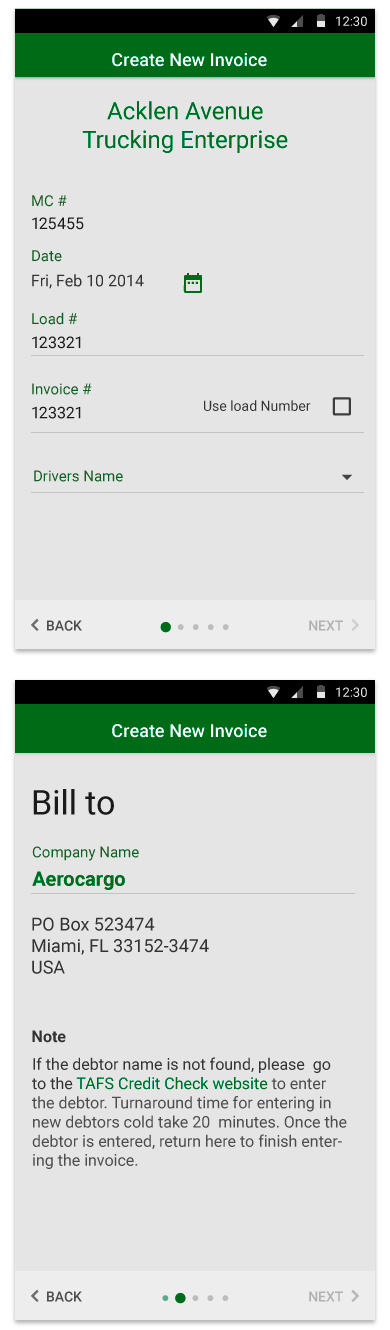 12:30
Create New Invoice
Acklen Avenue
Trucking Enterprise
MC #
125455
Date
Fri, Feb 10 2014
Load #
123321
Invoice #
123321
Use load Number
Drivers Name
BACK
NEXT
12:30
Create New Invoice
Bill to
Company Name
Aerocargo
PO Box 523474
Miami, FL 33152-3474
USA
Note
If the debtor name is not found, please  go
to the TAFS Credit Check website to enter
the debtor. Turnaround time for entering in
new debtors cold take 20  minutes. Once the
debtor is entered, return here to finish enter-
ing the invoice.
BACK
NEXT